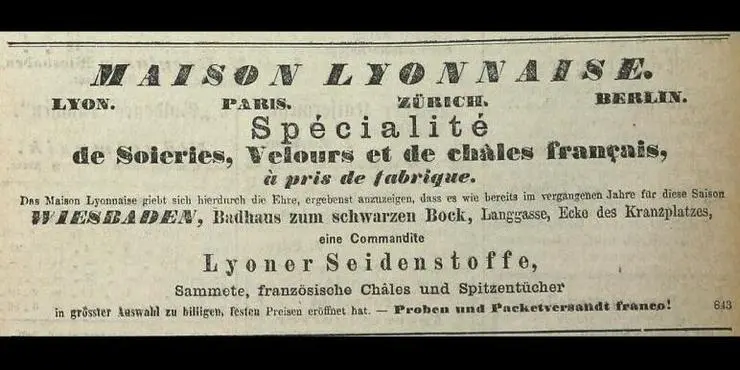 MAISON LYONNAISE.
LYON. PARIS. ZÜRICH. BERLIN.
Spécialité
de Soieries, Velours et de châles français,
à pris de fabrique.
Das Maison Lyonnaise giebt sich hierdurch die Ehre, ergebenst anzuzeigen, dass es wie bereits im vergangenen Jahre für diese Saison
WIESBADEN, Badhaus zum schwarzen Bock, Langgasse, Ecke des Kranzplatzes,
eine Commandite
Lyoner Seidenstoffe,
Sammete, französische Châles und Spitzentücher
in grösster Auswahl zu billigen, festen Preisen eröffnet hat. — Proben und Packetversandt franco! 843